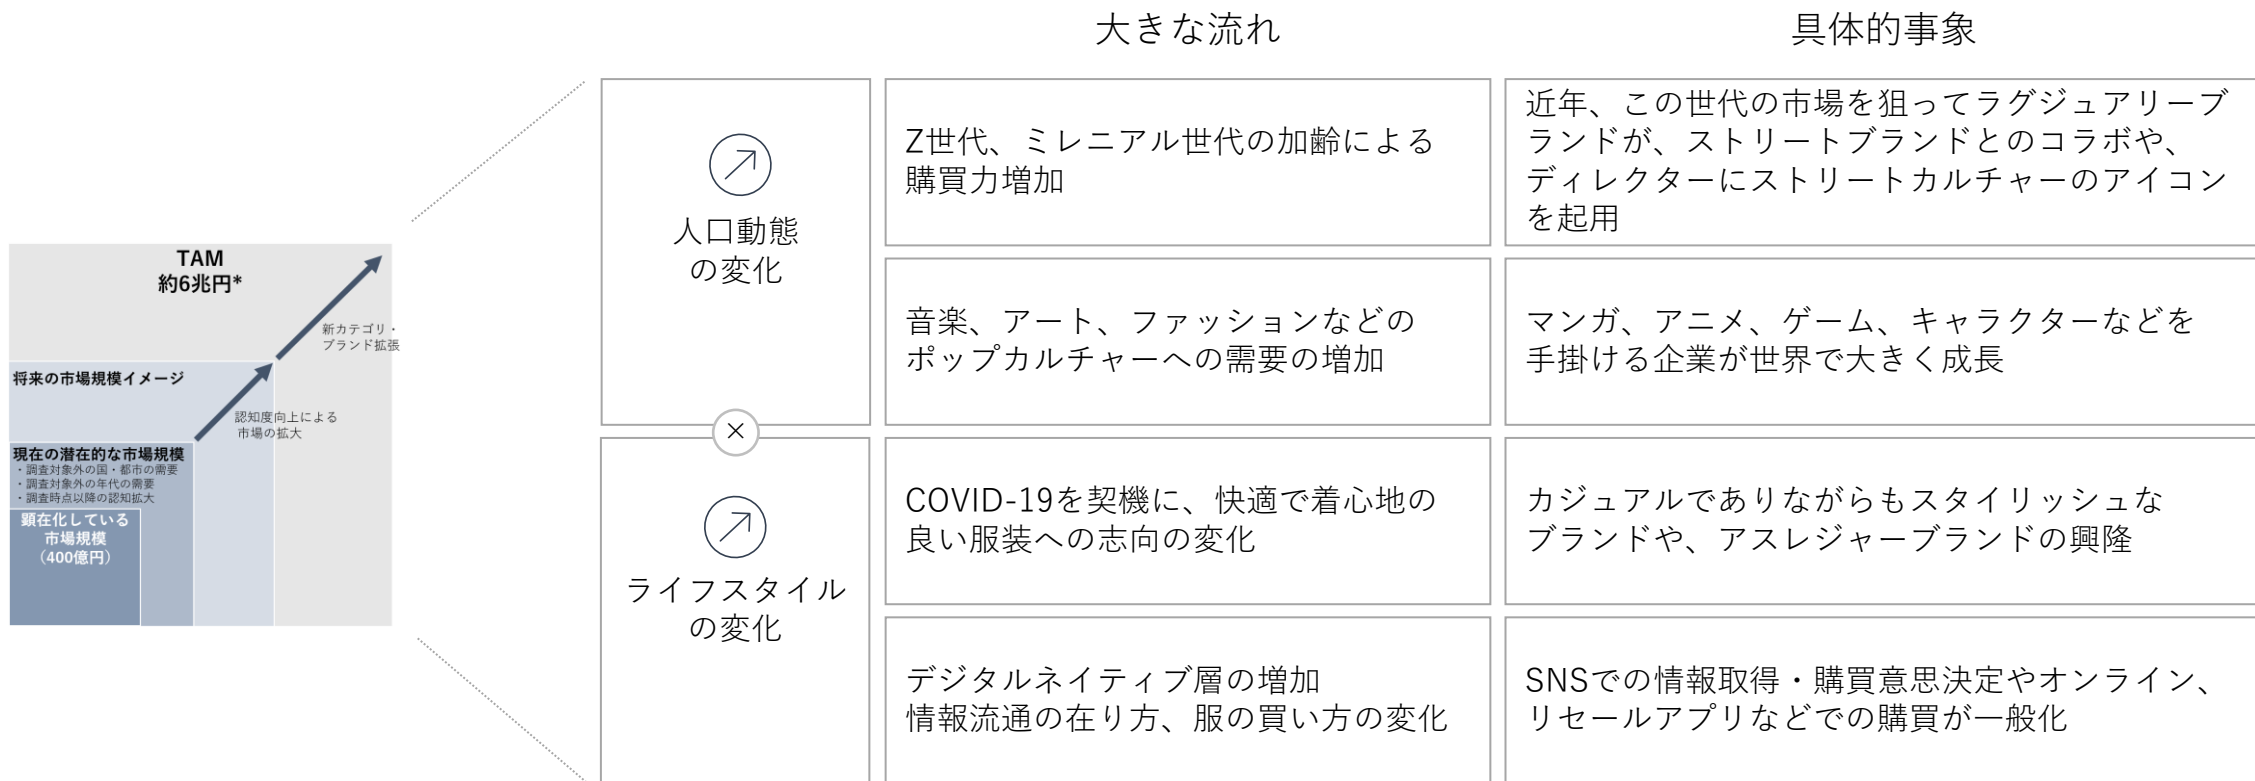 大きな流れ
具体的事象
TAM
約6兆円*
新カテゴリ・
ブランド拡張
将来の市場規模イメージ
認知度向上による
市場の拡大
現在の潜在的な市場規模
・調査対象外の国・都市の需要
・調査対象外の年代の需要
・調査時点以降の認知拡大
顕在化している
市場規模
（400億円）
人口動態
の変化
Z世代、ミレニアル世代の加齢による
購買力増加
近年、この世代の市場を狙ってラグジュアリーブ
ランドが、ストリートブランドとのコラボや、
ディレクターにストリートカルチャーのアイコン
を起用
音楽、アート、ファッションなどの
ポップカルチャーへの需要の増加
マンガ、アニメ、ゲーム、キャラクターなどを
手掛ける企業が世界で大きく成長
×
ライフスタイル
の変化
COVID-19を契機に、快適で着心地の
良い服装への志向の変化
カジュアルでありながらもスタイリッシュな
ブランドや、アスレジャーブランドの興隆
デジタルネイティブ層の増加
情報流通の在り方、服の買い方の変化
SNSでの情報取得・購買意思決定やオンライン、
リセールアプリなどでの購買が一般化